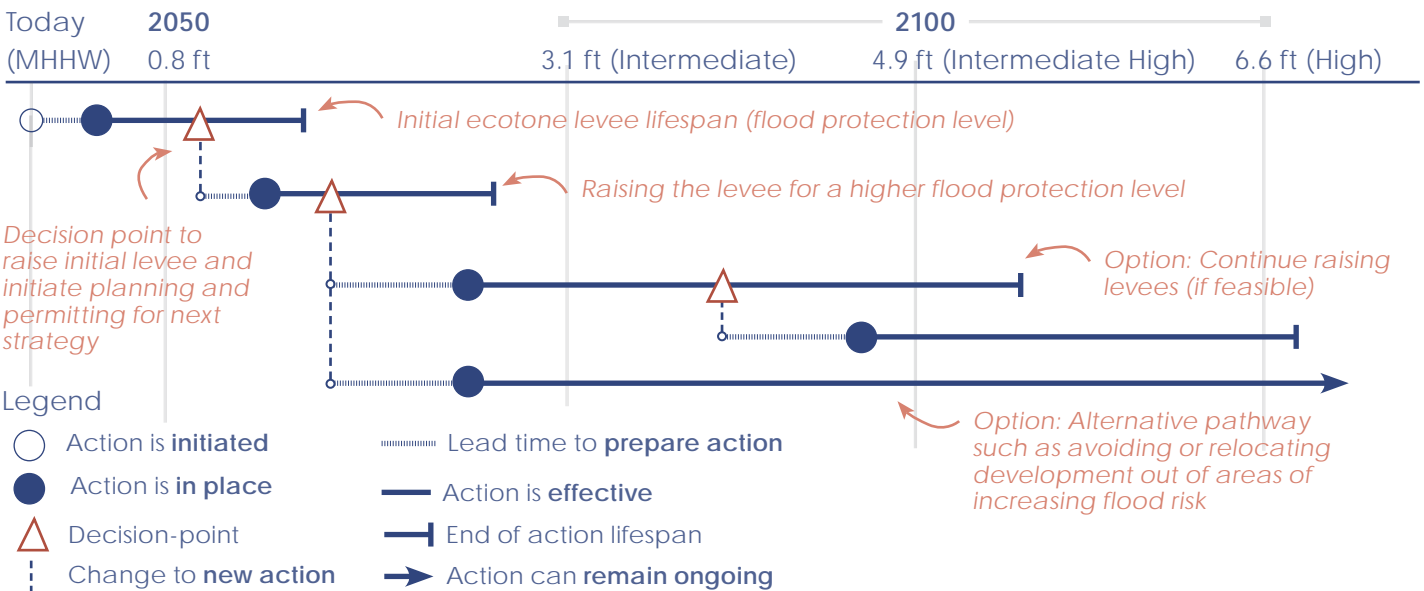 Today 2050 2100
(MHHW) 0.8 ft 3.1 ft (Intermediate) 4.9 ft (Intermediate High) 6.6 ft (High)
Initial ecotone levee lifespan (flood protection level)
Raising the levee for a higher flood protection level
Decision point to
raise initial levee and
initiate planning and
permitting for next
strategy
Option: Continue raising
levees (if feasible)
Option: Alternative pathway
such as avoiding or relocating
development out of areas of
increasing flood risk
Legend
Action is initiated
Action is in place
Decision-point
Change to new action
Lead time to prepare action
Action is effective
End of action lifespan
Action can remain ongoing